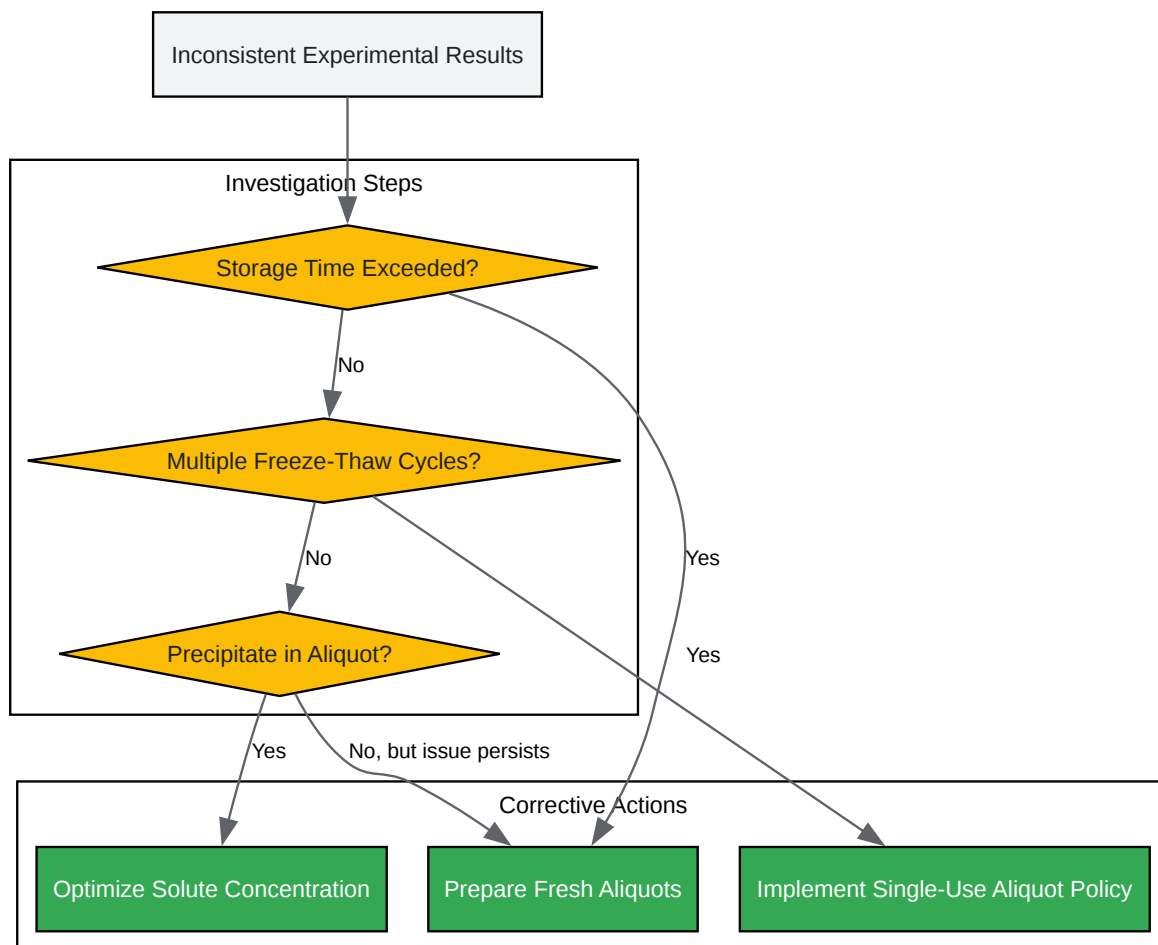 Inconsistent Experimental Results
Investigation Steps
Storage Time Exceeded?
No
Multiple Freeze-Thaw Cycles?
No
Yes
Precipitate in Aliquot?
Yes
Yes
No, but issue persists
Corrective Actions
Optimize Solute Concentration
Prepare Fresh Aliquots
Implement Single-Use Aliquot Policy